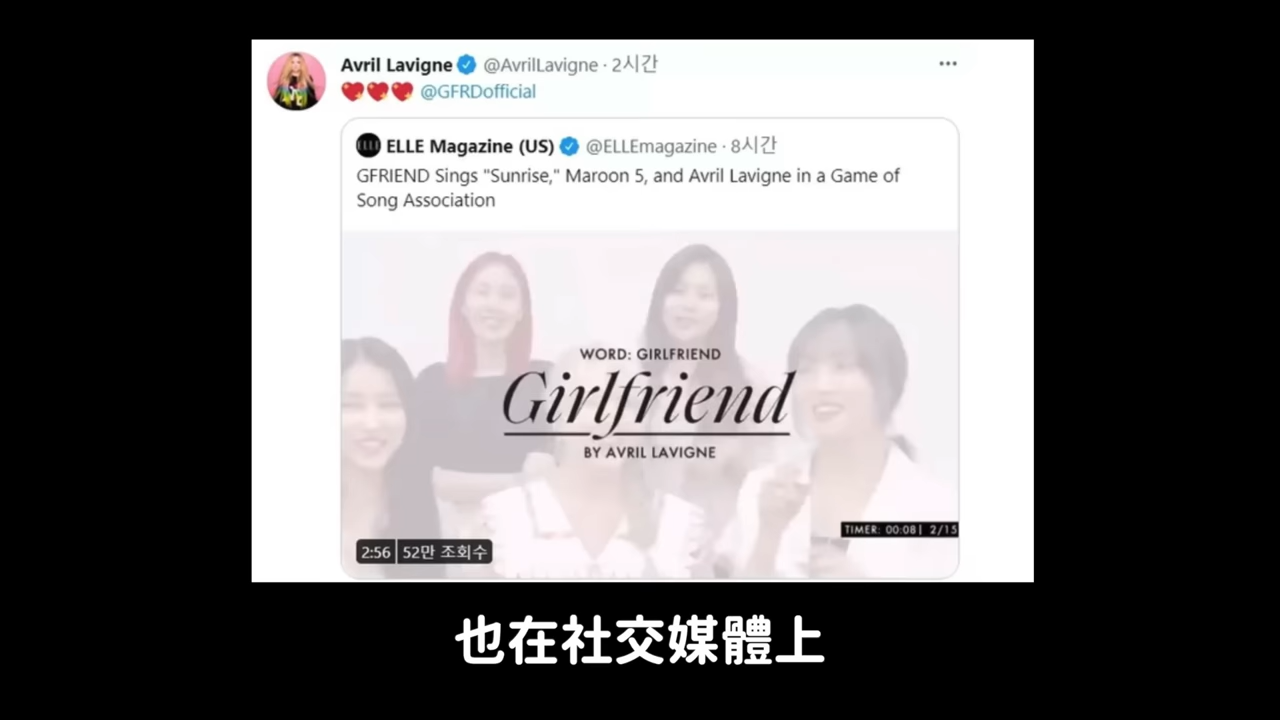 Avril Lavigne @AvrilLavigne · 2시간
💖💖💖 @GFRDofficial
ELLE
ELLE Magazine (US) @ELLEmagazine · 8시간
GFRIEND Sings "Sunrise," Maroon 5, and Avril Lavigne in a Game of
Song Association
WORD: GIRLFRIEND
Girlfriend
BY AVRIL LAVIGNE
TIMER: 00:08| 2/15
2:56 52만 조회수
也在社交媒體上